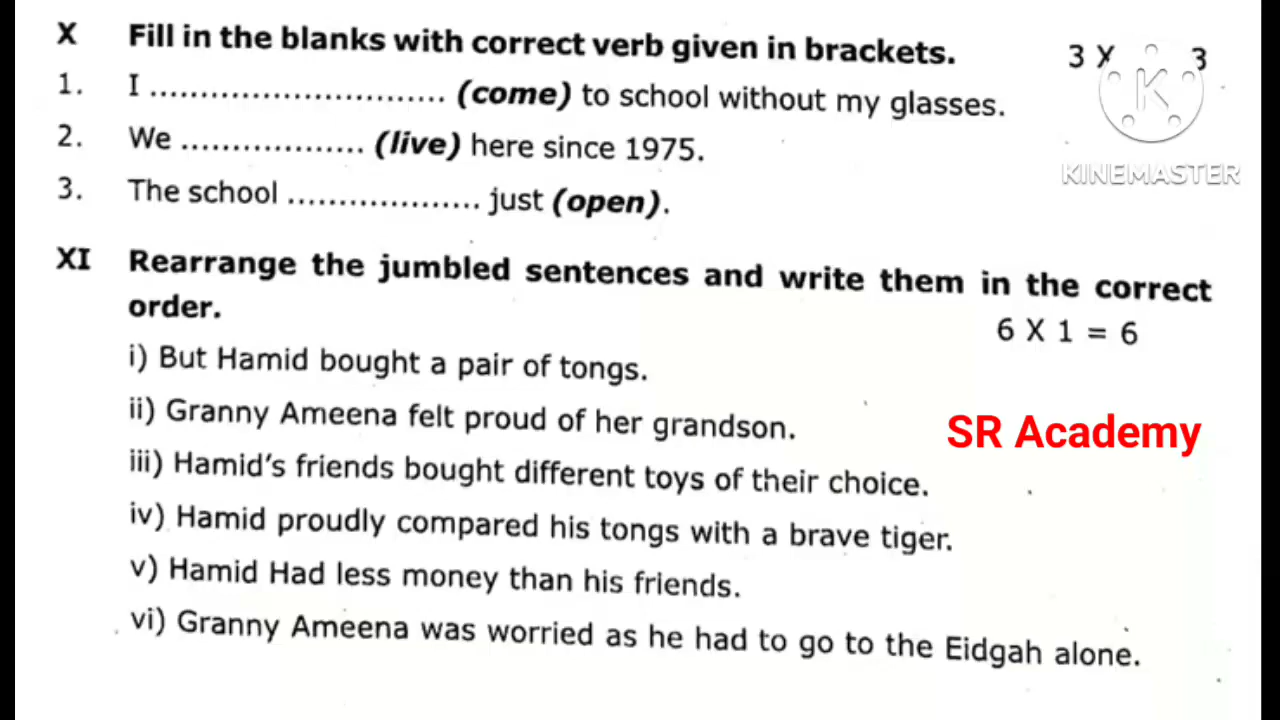 X Fill in the blanks with correct verb given in brackets. 3 X 3
1. I ............................. (come) to school without my glasses.
2. We .................. (live) here since 1975.
3. The school ................... just (open).
K
KINEMASTER
XI Rearrange the jumbled sentences and write them in the correct
order. 6 X 1 = 6
i) But Hamid bought a pair of tongs.
ii) Granny Ameena felt proud of her grandson.
SR Academy
iii) Hamid's friends bought different toys of their choice.
iv) Hamid proudly compared his tongs with a brave tiger.
v) Hamid Had less money than his friends.
vi) Granny Ameena was worried as he had to go to the Eidgah alone.